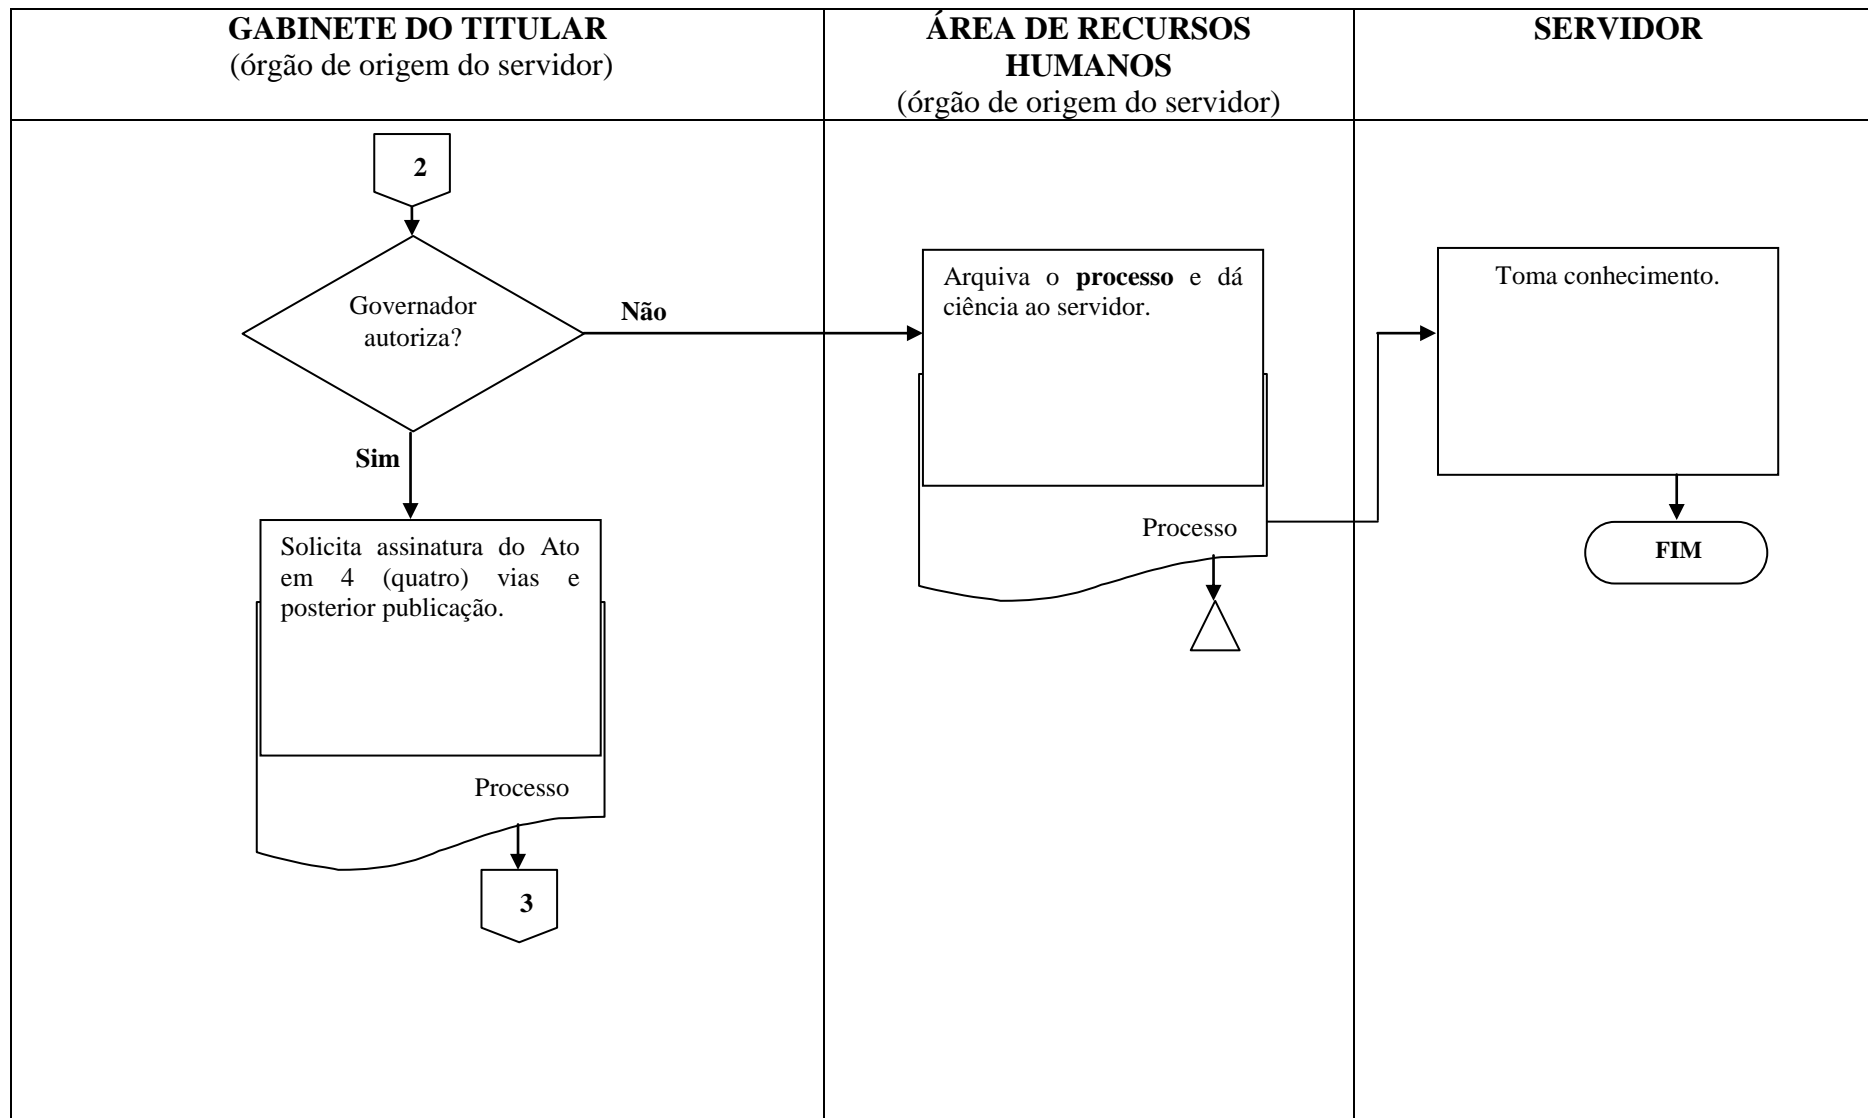 GABINETE DO TITULAR
(órgão de origem do servidor)
ÁREA DE RECURSOS
HUMANOS
(órgão de origem do servidor)
SERVIDOR
2
Governador
autoriza?
Não
Sim
Solicita assinatura do Ato
em 4 (quatro) vias e
posterior publicação.
Processo
3
Arquiva o processo e dá
ciência ao servidor.
Processo
Toma conhecimento.
FIM